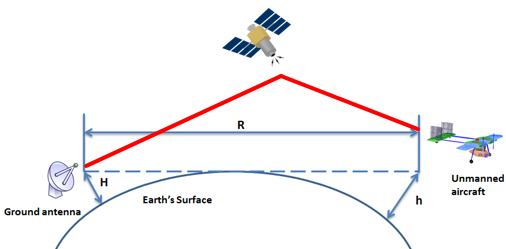 R
H
Earth's Surface
Ground antenna
h
Unmanned
aircraft